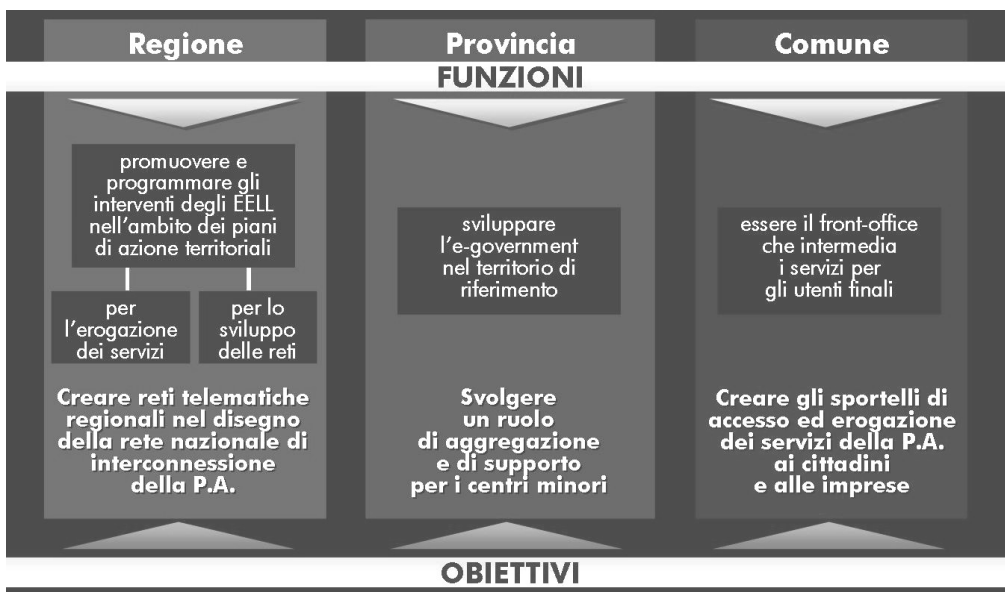 Regione
Provincia
Comune
FUNZIONI
promuovere e
programmare gli
interventi degli EELL
nell'ambito dei piani
di azione territoriali
per
l'erogazione
dei servizi
per lo
sviluppo
delle reti
Creare reti telematiche
regionali nel disegno
della rete nazionale di
interconnessione
della P.A.
sviluppare
l'e-government
nel territorio di
riferimento
Svolgere
un ruolo
di aggregazione
e di supporto
per i centri minori
essere il front-office
che intermedia
i servizi per
gli utenti finali
Creare gli sportelli di
accesso ed erogazione
dei servizi della P.A.
ai cittadini
e alle imprese
OBIETTIVI